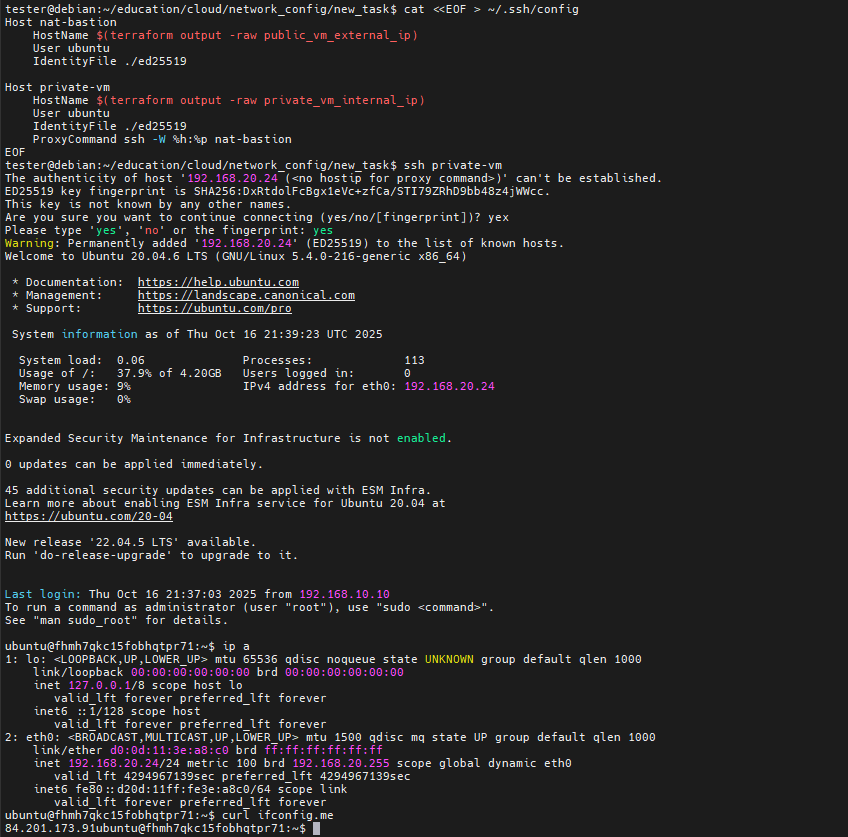 tester@debian:~/education/cloud/network_config/new_task$ cat <<EOF > ~/.ssh/config
Host nat-bastion
    HostName $(terraform output -raw public_vm_external_ip)
    User ubuntu
    IdentityFile ./ed25519

Host private-vm
    HostName $(terraform output -raw private_vm_internal_ip)
    User ubuntu
    IdentityFile ./ed25519
    ProxyCommand ssh -W %h:%p nat-bastion
EOF
tester@debian:~/education/cloud/network_config/new_task$ ssh private-vm
The authenticity of host '192.168.20.24 (<no hostip for proxy command>)' can't be established.
ED25519 key fingerprint is SHA256:DxRtdolFcBgx1eVc+zfCa/STI79ZRhD9bb48z4jWWcc.
This key is not known by any other names.
Are you sure you want to continue connecting (yes/no/[fingerprint])? yex
Please type 'yes', 'no' or the fingerprint: yes
Warning: Permanently added '192.168.20.24' (ED25519) to the list of known hosts.
Welcome to Ubuntu 20.04.6 LTS (GNU/Linux 5.4.0-216-generic x86_64)

 * Documentation:  https://help.ubuntu.com
 * Management:     https://landscape.canonical.com
 * Support:        https://ubuntu.com/pro

 System information as of Thu Oct 16 21:39:23 UTC 2025

  System load:  0.06              Processes:             113
  Usage of /:   37.9% of 4.20GB   Users logged in:       0
  Memory usage: 9%                IPv4 address for eth0: 192.168.20.24
  Swap usage:   0%


Expanded Security Maintenance for Infrastructure is not enabled.

0 updates can be applied immediately.

45 additional security updates can be applied with ESM Infra.
Learn more about enabling ESM Infra service for Ubuntu 20.04 at
https://ubuntu.com/20-04

New release '22.04.5 LTS' available.
Run 'do-release-upgrade' to upgrade to it.


Last login: Thu Oct 16 21:37:03 2025 from 192.168.10.10
To run a command as administrator (user "root"), use "sudo <command>".
See "man sudo_root" for details.

ubuntu@fhmh7qkc15fobhqtpr71:~$ ip a
1: lo: <LOOPBACK,UP,LOWER_UP> mtu 65536 qdisc noqueue state UNKNOWN group default qlen 1000
    link/loopback 00:00:00:00:00:00 brd 00:00:00:00:00:00
    inet 127.0.0.1/8 scope host lo
       valid_lft forever preferred_lft forever
    inet6 ::1/128 scope host
       valid_lft forever preferred_lft forever
2: eth0: <BROADCAST,MULTICAST,UP,LOWER_UP> mtu 1500 qdisc mq state UP group default qlen 1000
    link/ether d0:0d:11:3e:a8:c0 brd ff:ff:ff:ff:ff:ff
    inet 192.168.20.24/24 metric 100 brd 192.168.20.255 scope global dynamic eth0
       valid_lft 4294967139sec preferred_lft 4294967139sec
    inet6 fe80::d20d:11ff:fe3e:a8c0/64 scope link
       valid_lft forever preferred_lft forever
ubuntu@fhmh7qkc15fobhqtpr71:~$ curl ifconfig.me
84.201.173.91ubuntu@fhmh7qkc15fobhqtpr71:~$